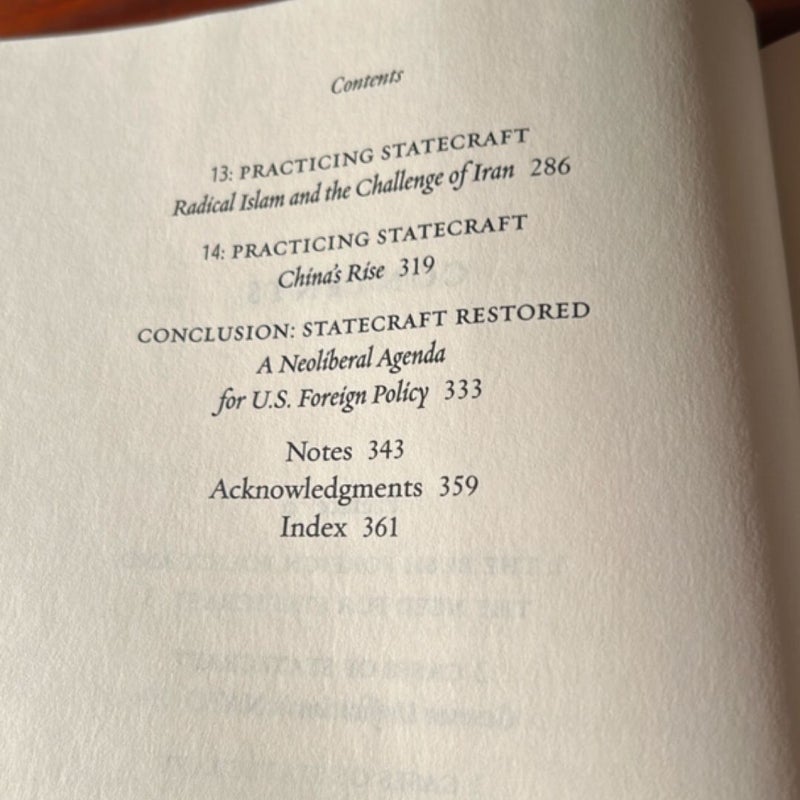 Contents
13: PRACTICING STATECRAFT
Radical Islam and the Challenge of Iran 286
14: PRACTICING STATECRAFT
China's Rise 319
CONCLUSION: STATECRAFT RESTORED
A Neoliberal Agenda
for U.S. Foreign Policy 333
Notes 343
Acknowledgments 359
Index 361